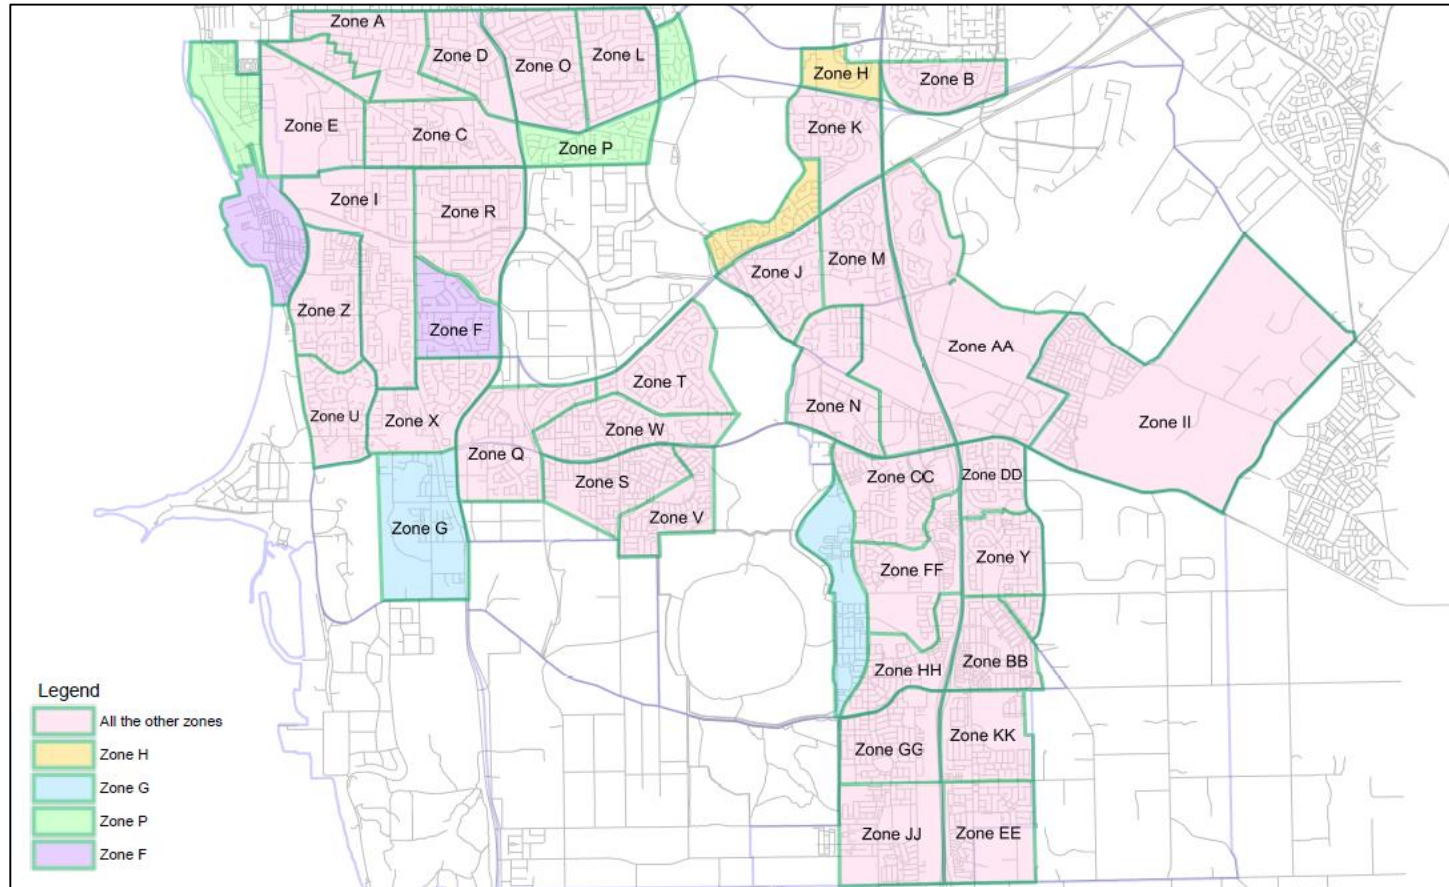 Zone A
Zone D
Zone O
Zone L
Zone H
Zone B
Zone E
Zone C
Zone P
Zone K
Zone I
Zone R
Zone J
Zone M
Zone Z
Zone F
Zone AA
Zone T
Zone U
Zone X
Zone W
Zone N
Zone II
Zone Q
Zone S
Zone CC
Zone DD
Zone G
Zone V
Zone FF
Zone Y
Zone HH
Zone BB
Zone GG
Zone KK
Zone JJ
Zone EE
Legend
All the other zones
Zone H
Zone G
Zone P
Zone F